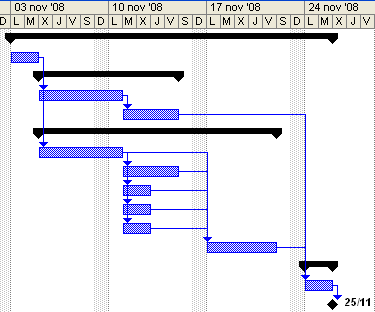 03 nov '08 10 nov '08 17 nov '08 24 nov '08
D L M X J V S D L M X J V S D L M X J V S D L M X J V
25/11